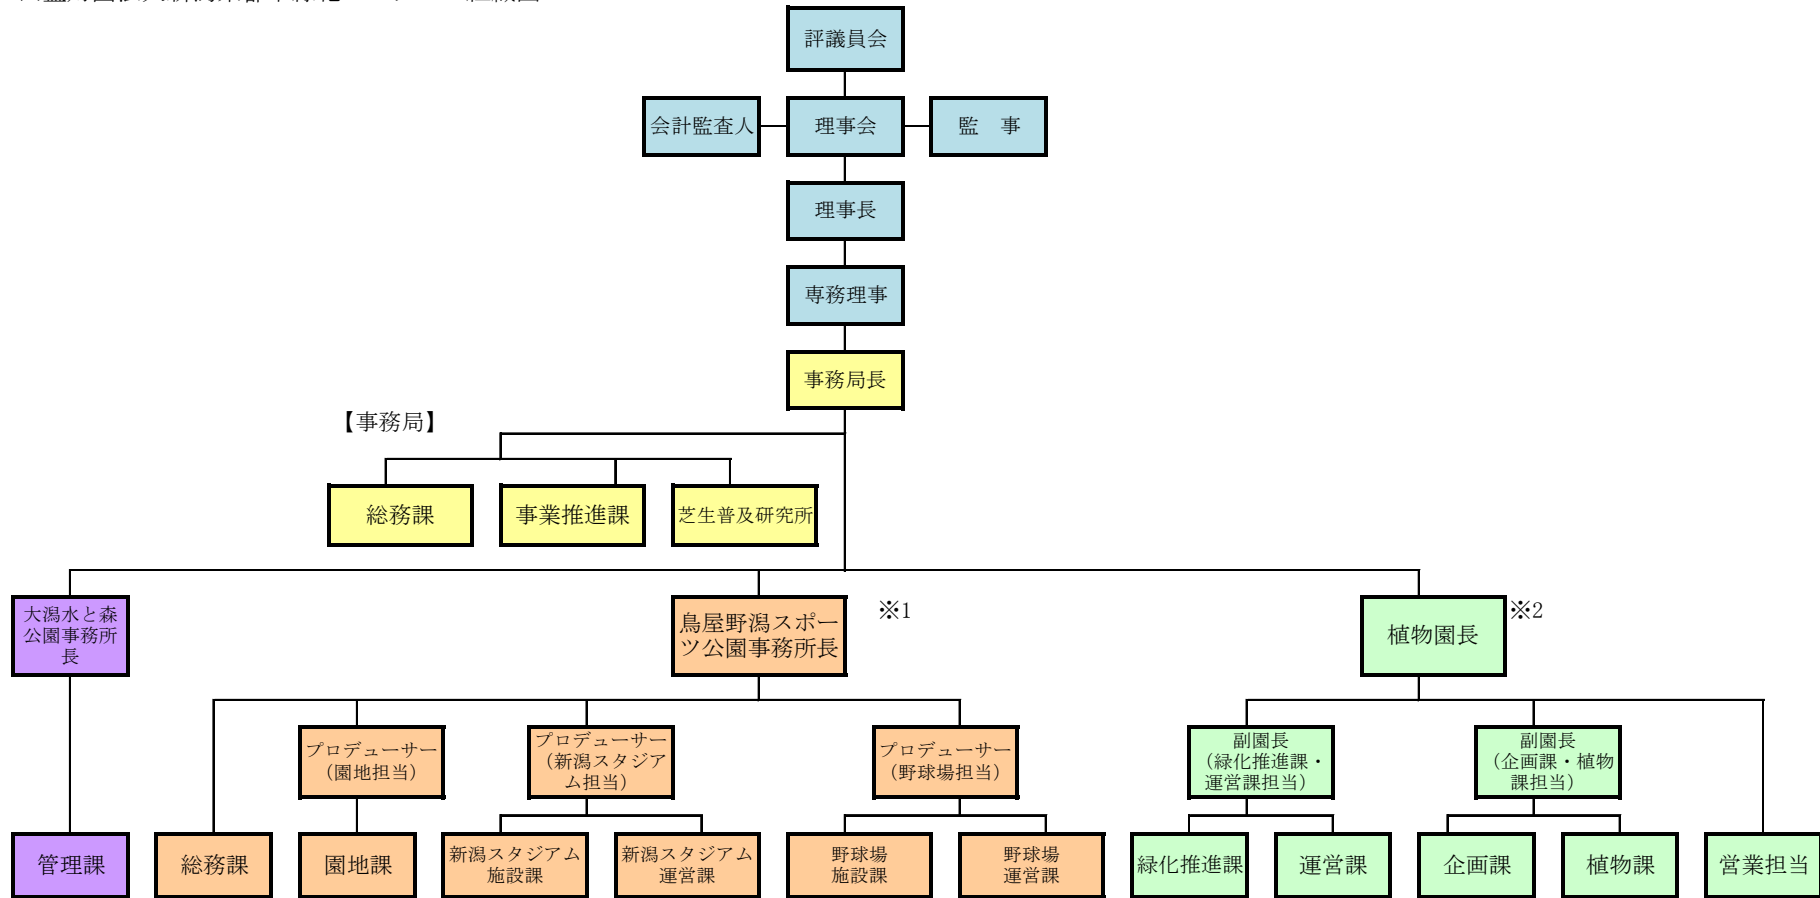 評議員会
会計監査人
理事会
監　事
理事長
専務理事
事務局長
【事務局】
総務課
事業推進課
芝生普及研究所
大潟水と森
公園事務所
長
鳥屋野潟スポー
ツ公園事務所長
※1
植物園長
※2
プロデューサー
（園地担当）
プロデューサー
（新潟スタジア
ム担当）
プロデューサー
（野球場担当）
副園長
（緑化推進課・
運営課担当）
副園長
（企画課・植物
課担当）
管理課
総務課
園地課
新潟スタジアム
施設課
新潟スタジアム
運営課
野球場
施設課
野球場
運営課
緑化推進課
運営課
企画課
植物課
営業担当